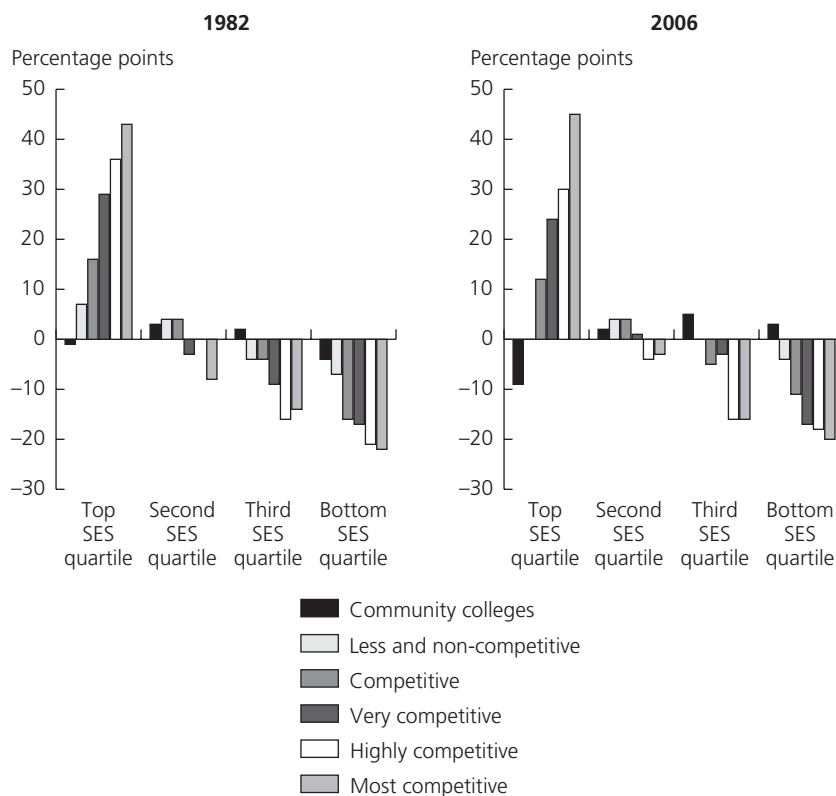 1982
Percentage points
50
40
30
20
10
0
–10
–20
–30
Top
SES
quartile
Second
SES
quartile
Third
SES
quartile
Bottom
SES
quartile
2006
Percentage points
50
40
30
20
10
0
–10
–20
–30
Top
SES
quartile
Second
SES
quartile
Third
SES
quartile
Bottom
SES
quartile
Community colleges
Less and non-competitive
Competitive
Very competitive
Highly competitive
Most competitive